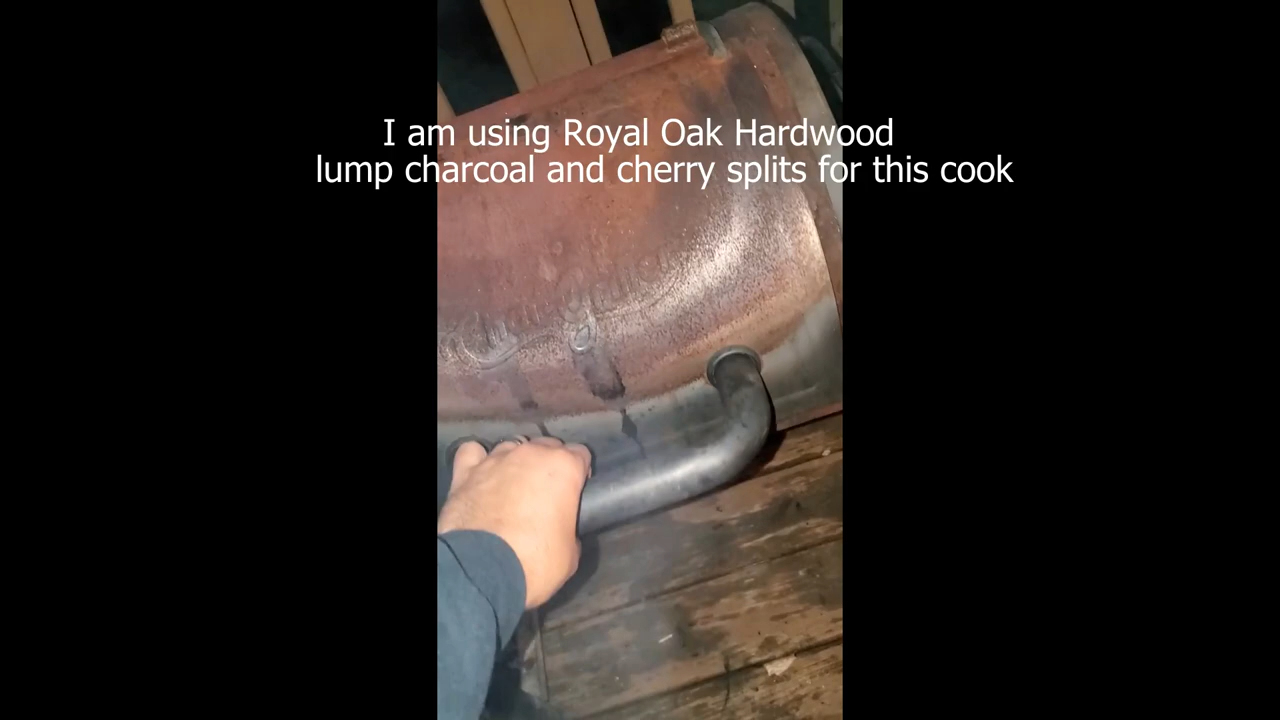 I am using Royal Oak Hardwood
lump charcoal and cherry splits for this cook